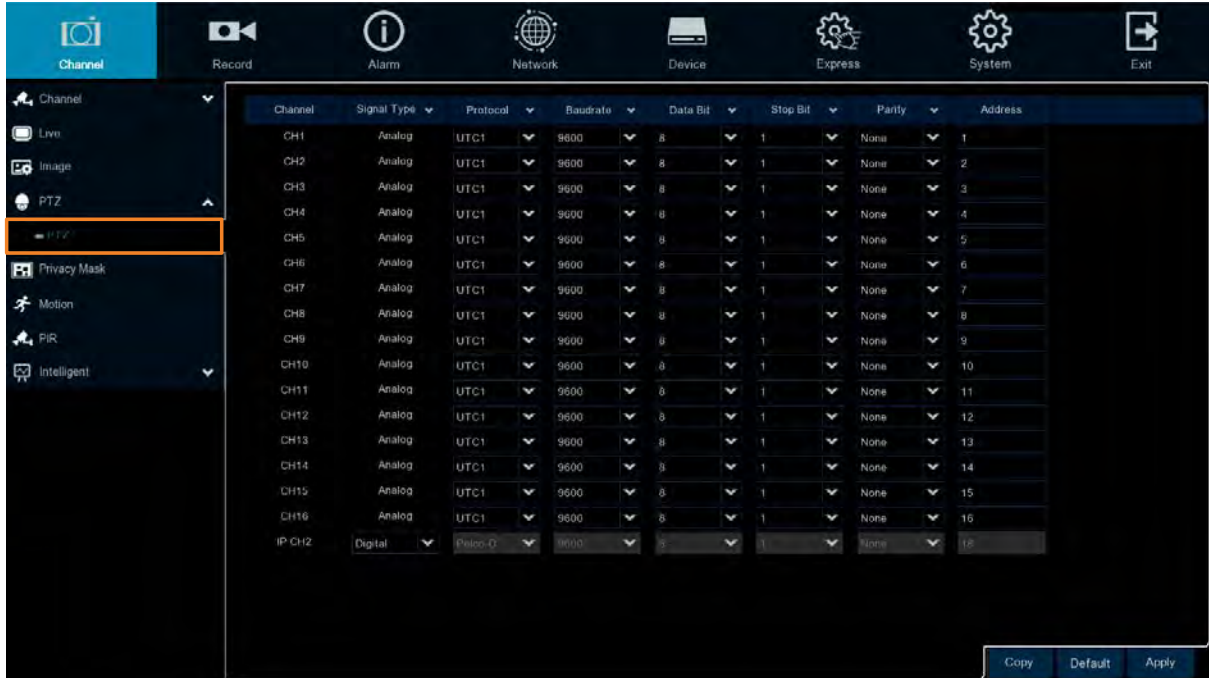 Channel Record Alarm Network Device Express System Exit
Channel
Live
Image
PTZ
PTZ
Privacy Mask
Motion
PIR
Intelligent
Channel Signal Type Protocol Baudrate Data Bit Stop Bit Parity Address
CH1 Analog UTC1 9600 8 1 None 1
CH2 Analog UTC1 9600 8 1 None 2
CH3 Analog UTC1 9600 8 1 None 3
CH4 Analog UTC1 9600 8 1 None 4
CH5 Analog UTC1 9600 8 1 None 5
CH6 Analog UTC1 9600 8 1 None 6
CH7 Analog UTC1 9600 8 1 None 7
CH8 Analog UTC1 9600 8 1 None 8
CH9 Analog UTC1 9600 8 1 None 9
CH10 Analog UTC1 9600 8 1 None 10
CH11 Analog UTC1 9600 8 1 None 11
CH12 Analog UTC1 9600 8 1 None 12
CH13 Analog UTC1 9600 8 1 None 13
CH14 Analog UTC1 9600 8 1 None 14
CH15 Analog UTC1 9600 8 1 None 15
CH16 Analog UTC1 9600 8 1 None 16
IP CH2 Digital Pelco-D 9600 8 1 None 18
Copy Default Apply